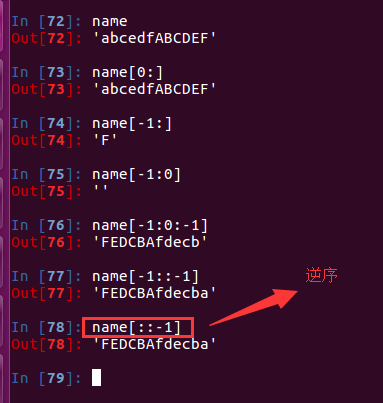 In [72]: name
Out[72]: 'abcedfABCDEF'
In [73]: name[0:]
Out[73]: 'abcedfABCDEF'
In [74]: name[-1:]
Out[74]: 'F'
In [75]: name[-1:0]
Out[75]: ''
In [76]: name[-1:0:-1]
Out[76]: 'FEDCBAfdecb'
In [77]: name[-1::-1]
Out[77]: 'FEDCBAfdecba'
逆序
In [78]: name[::-1]
Out[78]: 'FEDCBAfdecba'
In [79]: